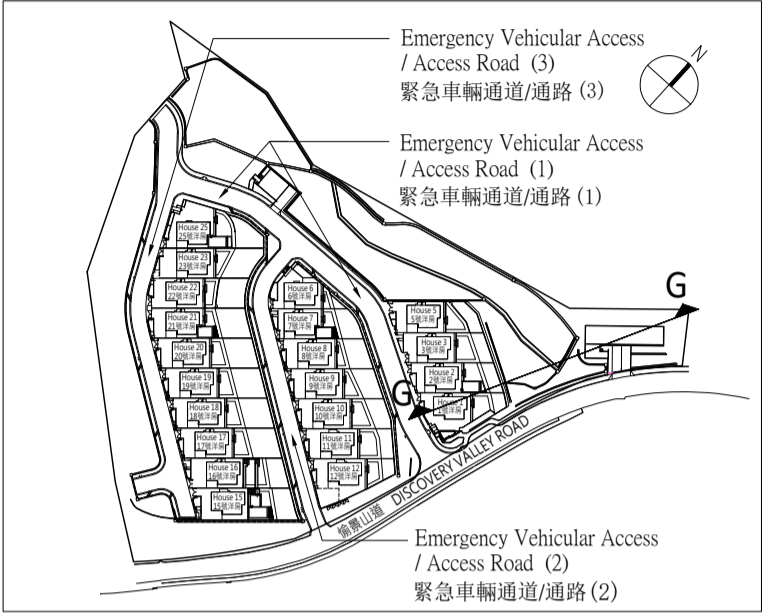 Emergency Vehicular Access
/ Access Road (3)
緊急車輛通道/通路 (3)
N
Emergency Vehicular Access
/ Access Road (1)
緊急車輛通道/通路 (1)
House 25
25號洋房
House 23
23號洋房
House 22
22號洋房
House 21
21號洋房
House 20
20號洋房
House 19
19號洋房
House 18
18號洋房
House 17
17號洋房
House 16
16號洋房
House 15
15號洋房
House 6
6號洋房
House 7
7號洋房
House 8
8號洋房
House 9
9號洋房
House 10
10號洋房
House 11
11號洋房
House 12
12號洋房
House 5
5號洋房
House 3
3號洋房
House 2
2號洋房
1號洋房
G
G
愉景山道 DISCOVERY VALLEY ROAD
Emergency Vehicular Access
/ Access Road (2)
緊急車輛通道/通路 (2)